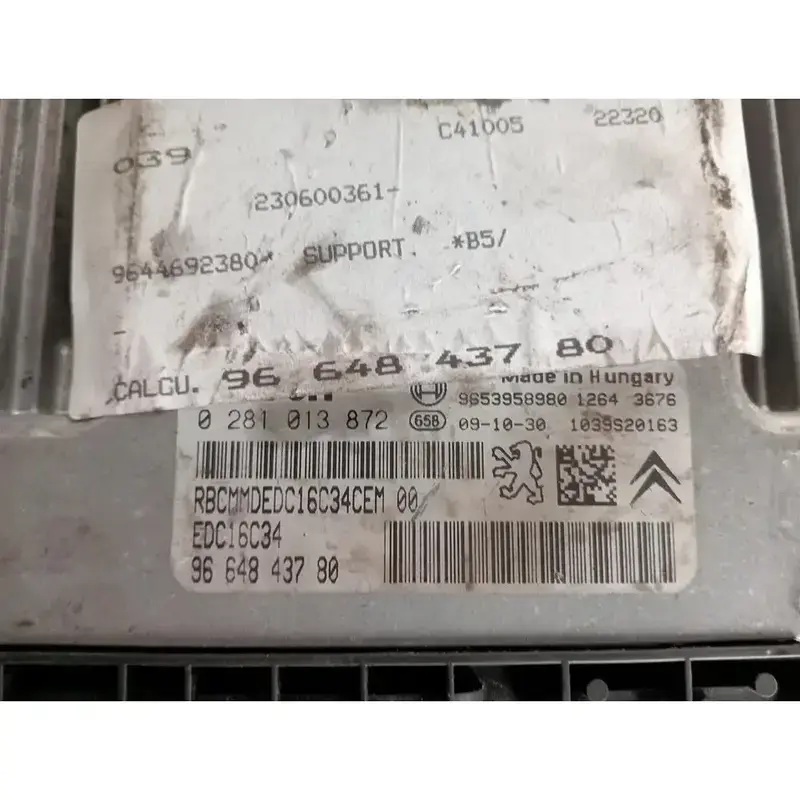 C41005 22320
039
230600361-
9644692380* SUPPORT. *B5/
-
CALCU. 96 648 437 80
Made in Hungary
9653958980 1264 3676
0 281 013 872 65B 09-10-30 1039S20163
RBCMMDEDC16C34CEM 00
EDC16C34
96 648 437 80